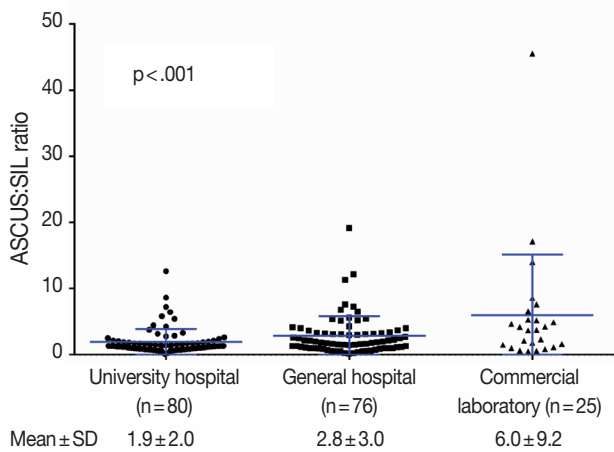 50
p<.001
40
30
20
10
0
ASCUS:SIL ratio
University hospital General hospital Commercial
(n=80) (n=76) laboratory (n=25)
Mean±SD 1.9±2.0 2.8±3.0 6.0±9.2